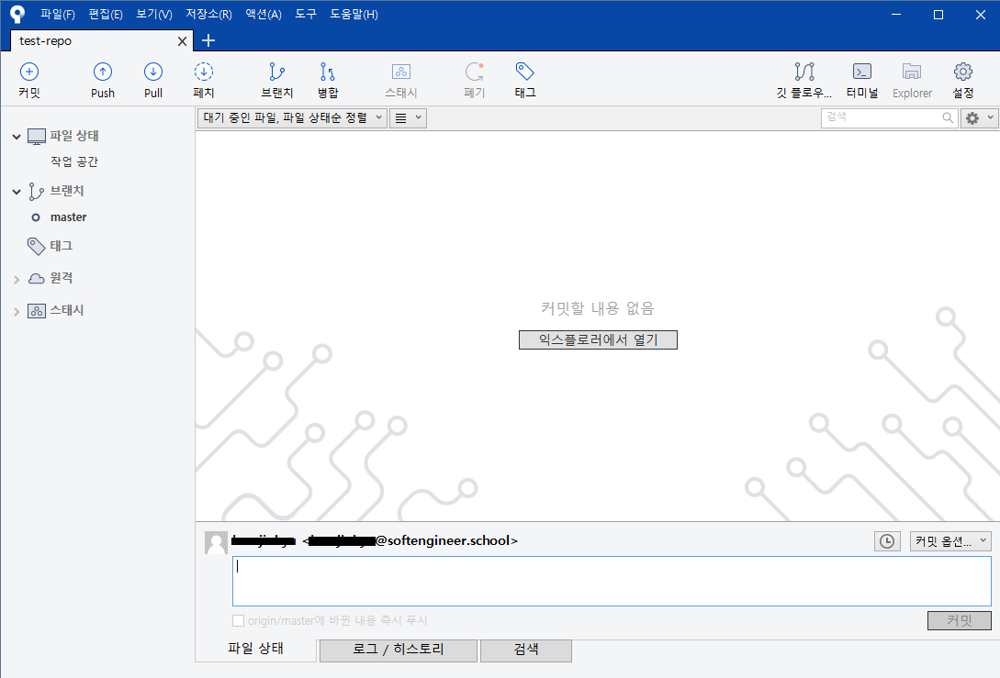 파일(F) 편집(E) 보기(V) 저장소(R) 액션(A) 도구 도움말(H)
test-repo
커밋 Push Pull 페치 브랜치 병합 스태시 폐기 태그 깃 플로우... 터미널 Explorer 설정
대기 중인 파일, 파일 상태순 정렬 검색
파일 상태
작업 공간
브랜치
master
태그
원격
스태시
커밋할 내용 없음
익스플로러에서 열기
@softengineer.school>
커밋 옵션...
origin/master에 바뀐 내용 즉시 푸시
커밋
파일 상태 로그 / 히스토리 검색